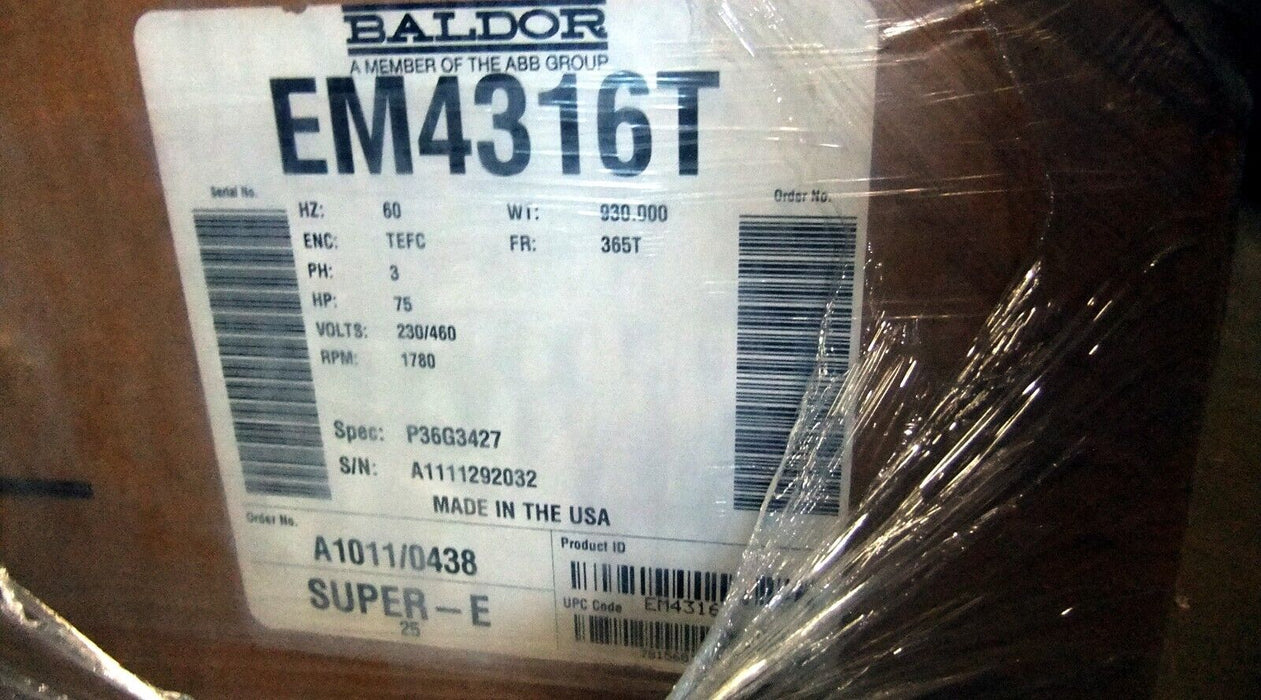 BALDOR
A MEMBER OF THE ABB GROUP
EM4316T
Serial No.
Order No.
HZ: 60 WT: 930.000
ENC: TEFC FR: 365T
PH: 3
HP: 75
VOLTS: 230/460
RPM: 1780
Spec: P36G3427
S/N: A1111292032
MADE IN THE USA
Order No.
A1011/0438
Product ID
SUPER-E
25
UPC Code EM4316